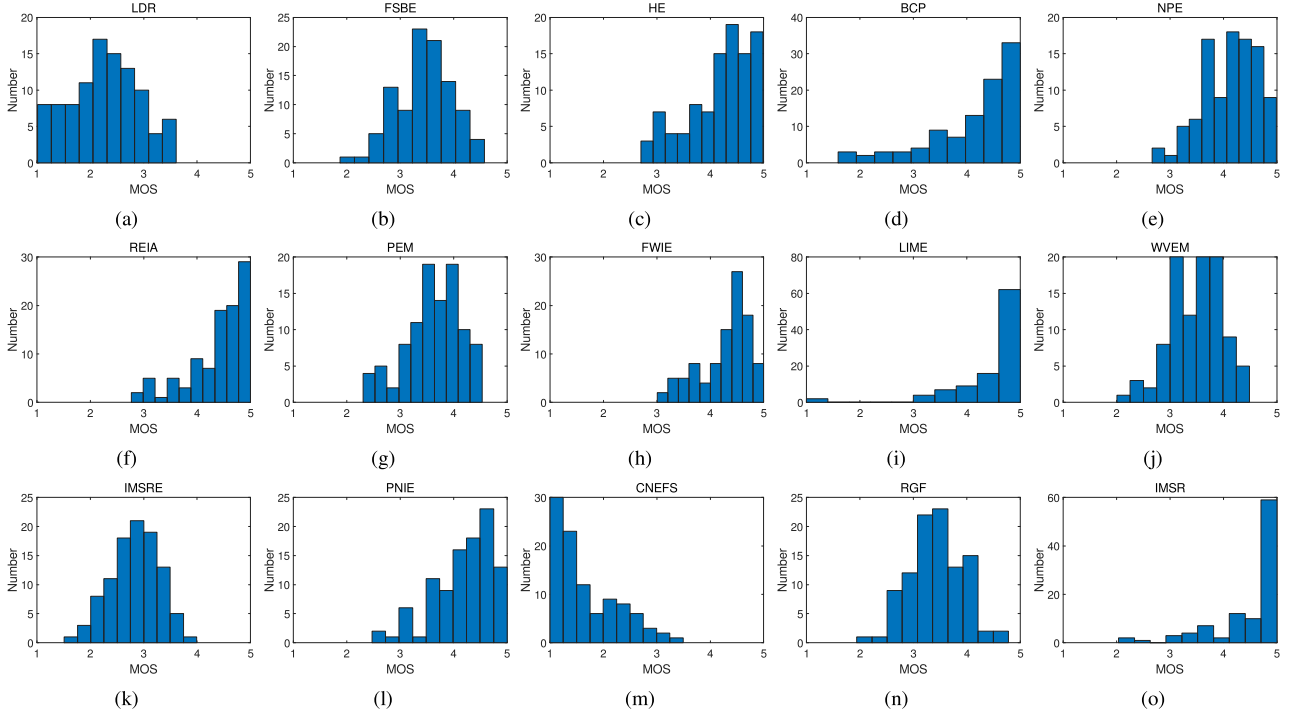 LDR FSBE HE BCP NPE
20 25 20 40 20
15 20 15 30 15
10 15 10 20 10
5 10 5 10 5
0 5 0 0 0
0
Number Number Number Number Number
1 2 3 4 5 1 2 3 4 5 1 2 3 4 5 1 2 3 4 5 1 2 3 4 5
MOS MOS MOS MOS MOS
(a) (b) (c) (d) (e)
REIA PEM FWIE LIME WVEM
30 20 30 80 20
20 15 20 60 15
10 10 10 40 10
0 5 0 20 5
0 0 0
Number Number Number Number Number
1 2 3 4 5 1 2 3 4 5 1 2 3 4 5 1 2 3 4 5 1 2 3 4 5
MOS MOS MOS MOS MOS
(f) (g) (h) (i) (j)
IMSRE PNIE CNEFS RGF IMSR
25 25 30 25 60
20 20 20 20 40
15 15 10 15 20
10 10 0 10 0
5 5 5
0 0 0
Number Number Number Number Number
1 2 3 4 5 1 2 3 4 5 1 2 3 4 5 1 2 3 4 5 1 2 3 4 5
MOS MOS MOS MOS MOS
(k) (l) (m) (n) (o)